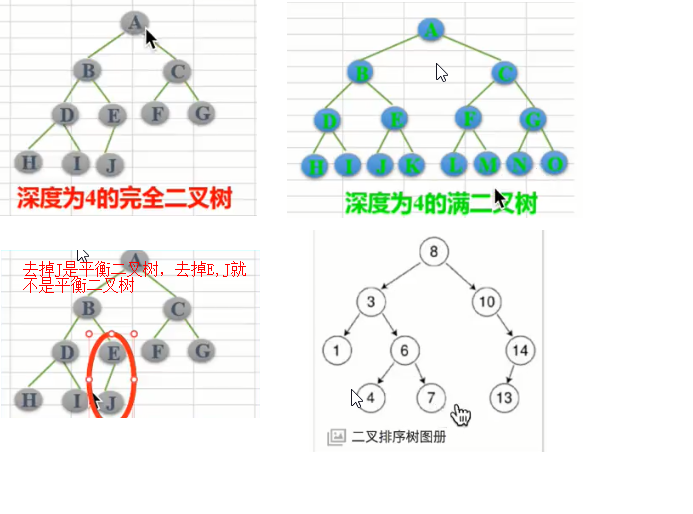 A
B C
D E F G
H I J
深度为4的完全二叉树
A
B C
D E F G
H I J K L M N O
深度为4的满二叉树
A
去掉J是平衡二叉树，去掉E,J就
不是平衡二叉树
B C
D E F G
H I J
8
3 10
1 6 14
4 7 13
二叉排序树图册